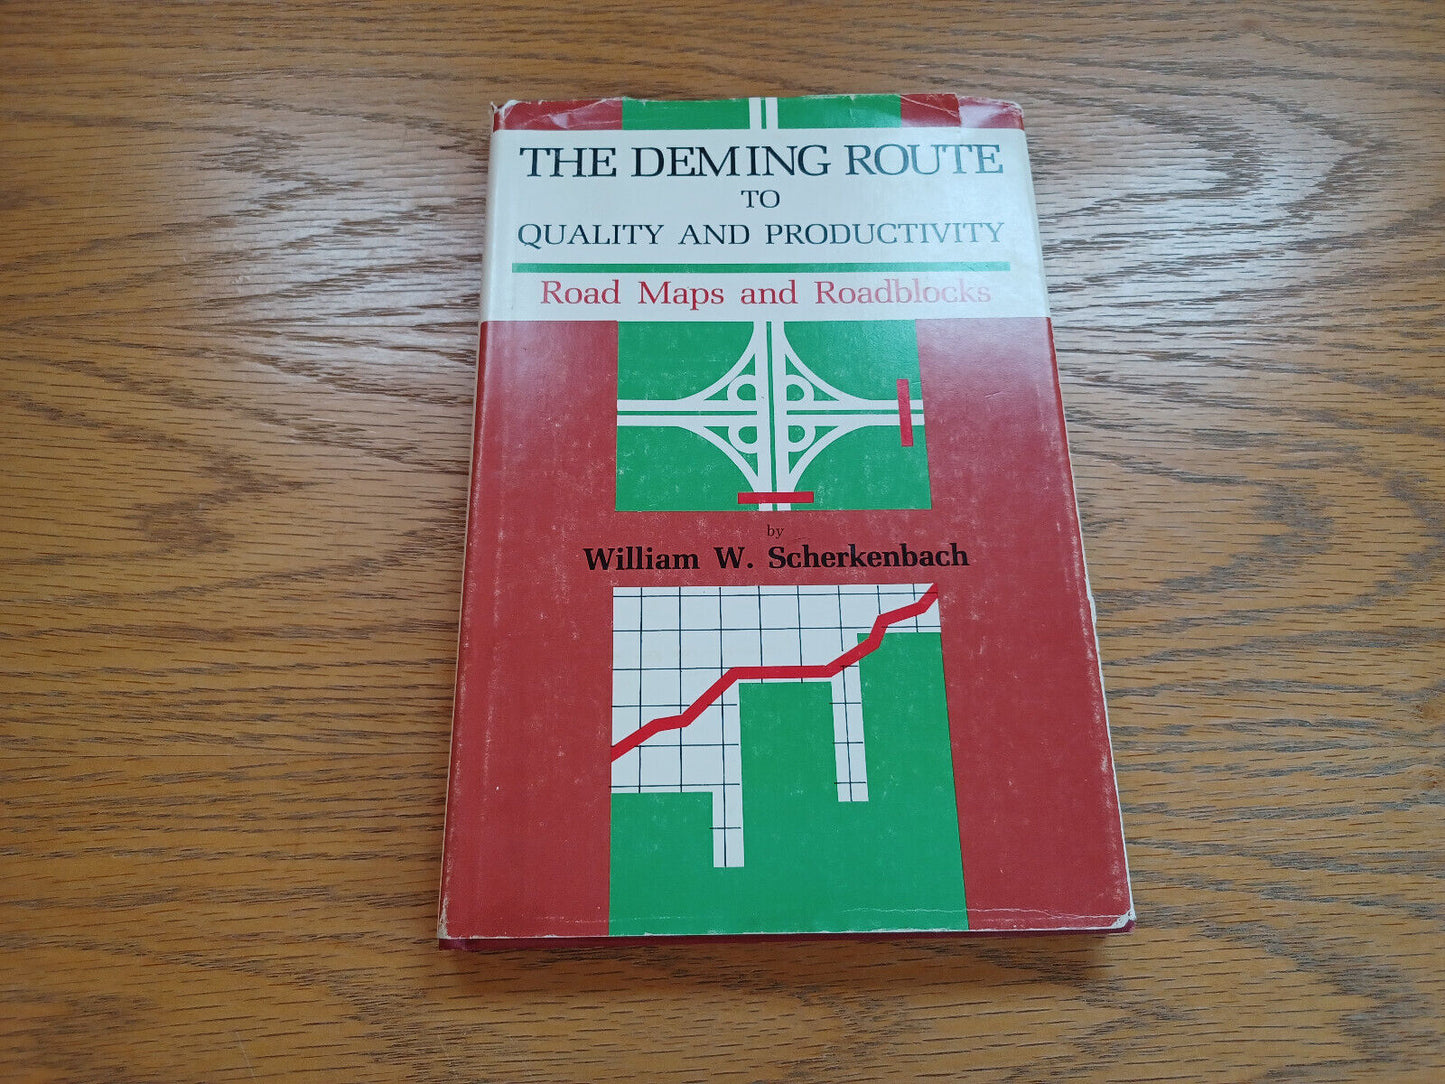 THE DEMING ROUTE
TO
QUALITY AND PRODUCTIVITY
Road Maps and Roadblocks
by
William W. Scherkenbach